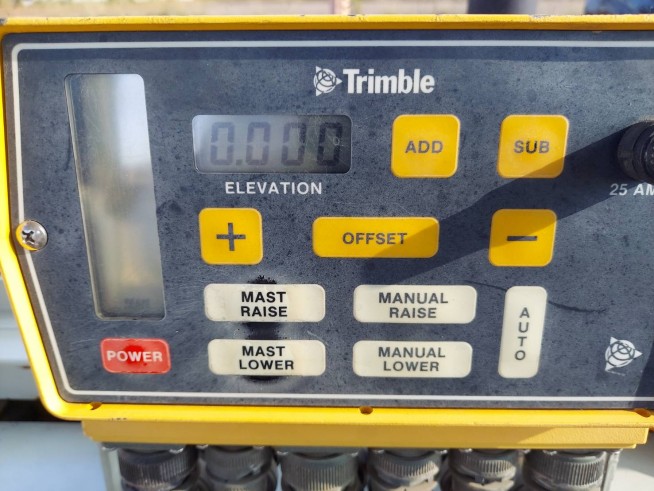 Trimble
0.000
ADD
SUB
ELEVATION
25 AM
+
OFFSET
−
MAST
RAISE
MANUAL
RAISE
AUTO
POWER
MAST
LOWER
MANUAL
LOWER